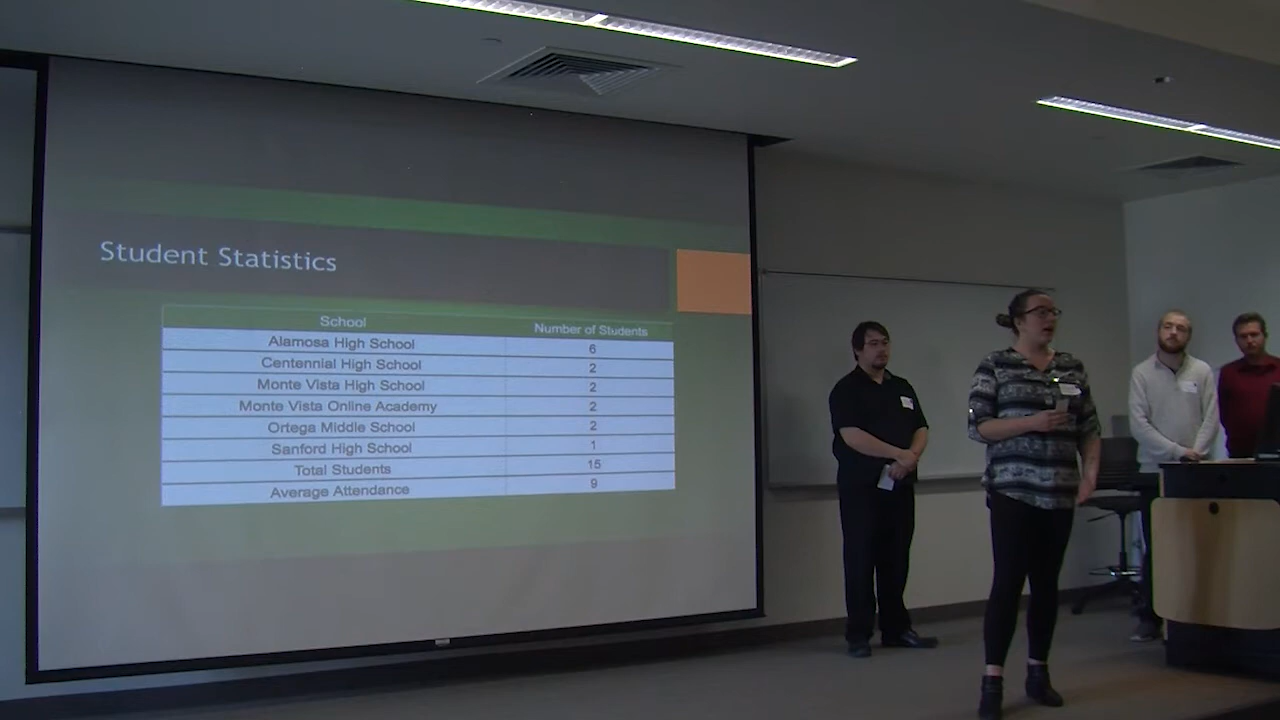 Student Statistics
School Number of Students
Alamosa High School 6
Centennial High School 2
Monte Vista High School 2
Monte Vista Online Academy 2
Ortega Middle School 2
Sanford High School 1
Total Students 15
Average Attendance 9